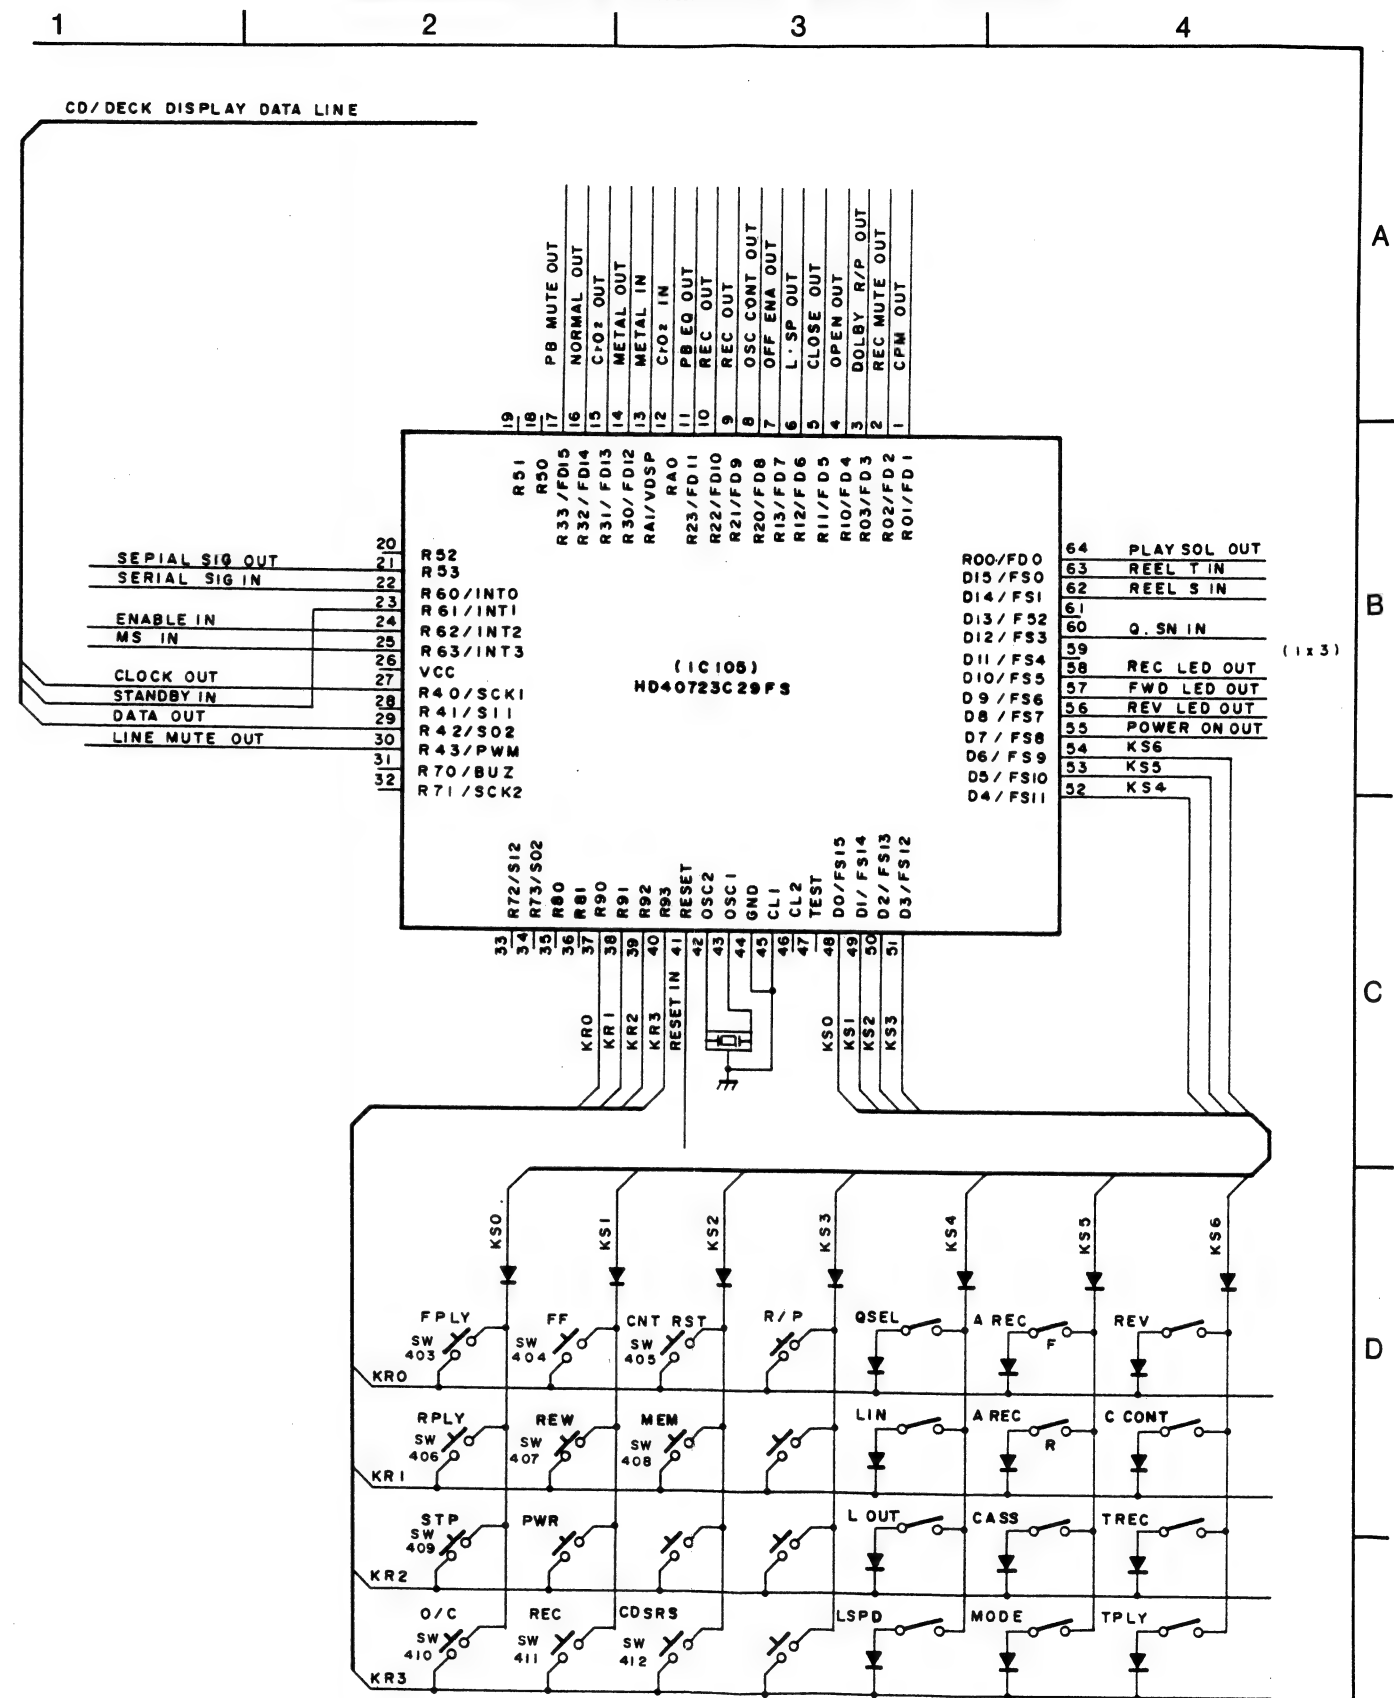 1 2 3 4
CD/DECK DISPLAY DATA LINE
A
PB MUTE OUT
NORMAL OUT
CrO2 OUT
METAL OUT
METAL IN
CrO2 IN
PB EQ OUT
REC OUT
REC OUT
OSC CONT OUT
OFF ENA OUT
L·SP OUT
CLOSE OUT
OPEN OUT
DOLBY R/P OUT
REC MUTE OUT
CPM OUT
19 18 17 16 15 14 13 12 11 10 9 8 7 6 5 4 3 2 1
R51
R50
R33/FD15
R32/FD14
R31/FD13
R30/FD12
RA1/VDSP
RA0
R23/FD11
R22/FD10
R21/FD9
R20/FD8
R13/FD7
R12/FD6
R11/FD5
R10/FD4
R03/FD3
R02/FD2
R01/FD1
20 R52
SEPIAL SIG OUT 21 R53
SERIAL SIG IN 22 R60/INT0
23 R61/INT1
ENABLE IN 24 R62/INT2
MS IN 25 R63/INT3
26 VCC
CLOCK OUT 27 R40/SCK1
STANDBY IN 28 R41/SI1
DATA OUT 29 R42/SO2
LINE MUTE OUT 30 R43/PWM
31 R70/BUZ
32 R71/SCK2
(IC105)
HD40723C29FS
R00/FD0 64 PLAY SOL OUT
D15/FS0 63 REEL T IN
D14/FS1 62 REEL S IN
D13/F52 61
D12/FS3 60 Q.SN IN
D11/FS4 59
D10/FS5 58 REC LED OUT
D9/FS6 57 FWD LED OUT
D8/FS7 56 REV LED OUT
D7/FS8 55 POWER ON OUT
D6/FS9 54 KS6
D5/FS10 53 KS5
D4/FS11 52 KS4
B
(1x3)
R72/SI2
R73/SO2
R80
R81
R90
R91
R92
R93
RESET
OSC2
OSC1
GND
CL1
CL2
TEST
D0/FS15
D1/FS14
D2/FS13
D3/FS12
33 34 35 36 37 38 39 40 41 42 43 44 45 46 47 48 49 50 51
C
KR0
KR1
KR2
KR3
RESET IN
KS0
KS1
KS2
KS3
KS0 KS1 KS2 KS3 KS4 KS5 KS6
D
FPLY FF CNT RST R/P QSEL A REC REV
SW 403 SW 404 SW 405 F
KR0
RPLY REW MEM LIN A REC C CONT
SW 406 SW 407 SW 408 R
KR1
STP PWR L OUT CASS TREC
SW 409
KR2
O/C REC CDSRS LSPD MODE TPLY
SW 410 SW 411 SW 412
KR3